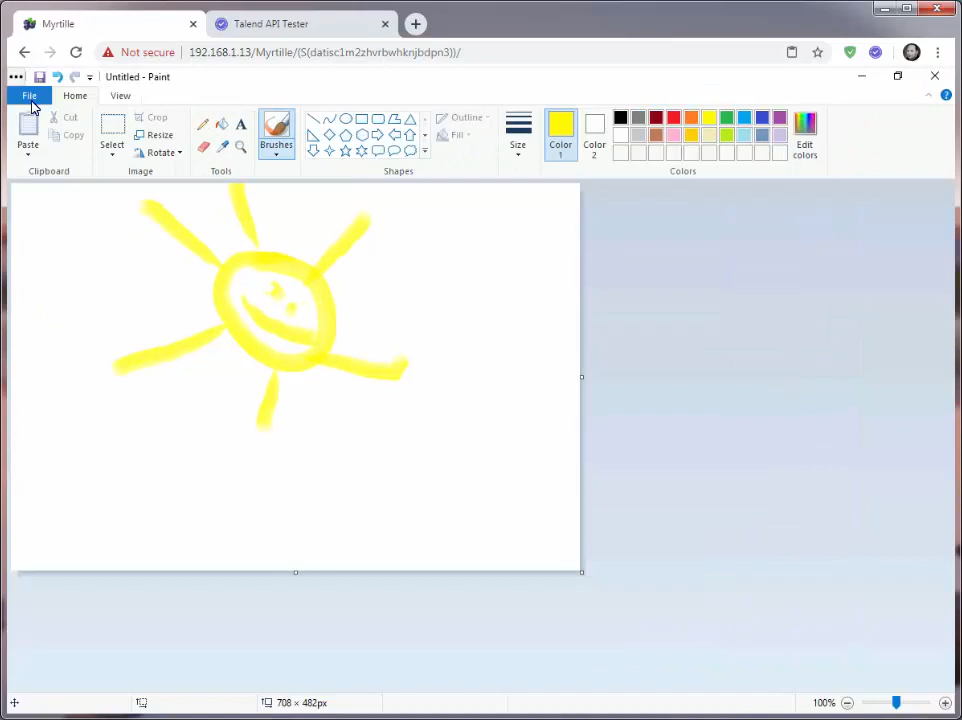 Myrtille
Talend API Tester
Not secure 192.168.1.13/Myrtille/(S(datisc1m2zhvrbwhknjbdpn3))/
Untitled - Paint
File Home View
Paste
Cut
Copy
Clipboard
Select
Crop
Resize
Rotate
Image
A
Tools
Brushes
Outline
Fill
Shapes
Size
Color 1
Color 2
Edit colors
Colors
708 × 482px
100%